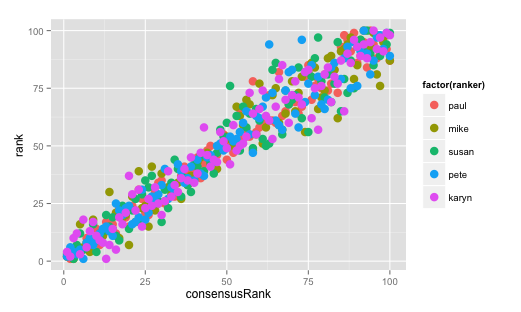 100
75
50
25
0
rank
0
25
50
75
100
consensusRank
factor(ranker)
paul
mike
susan
pete
karyn